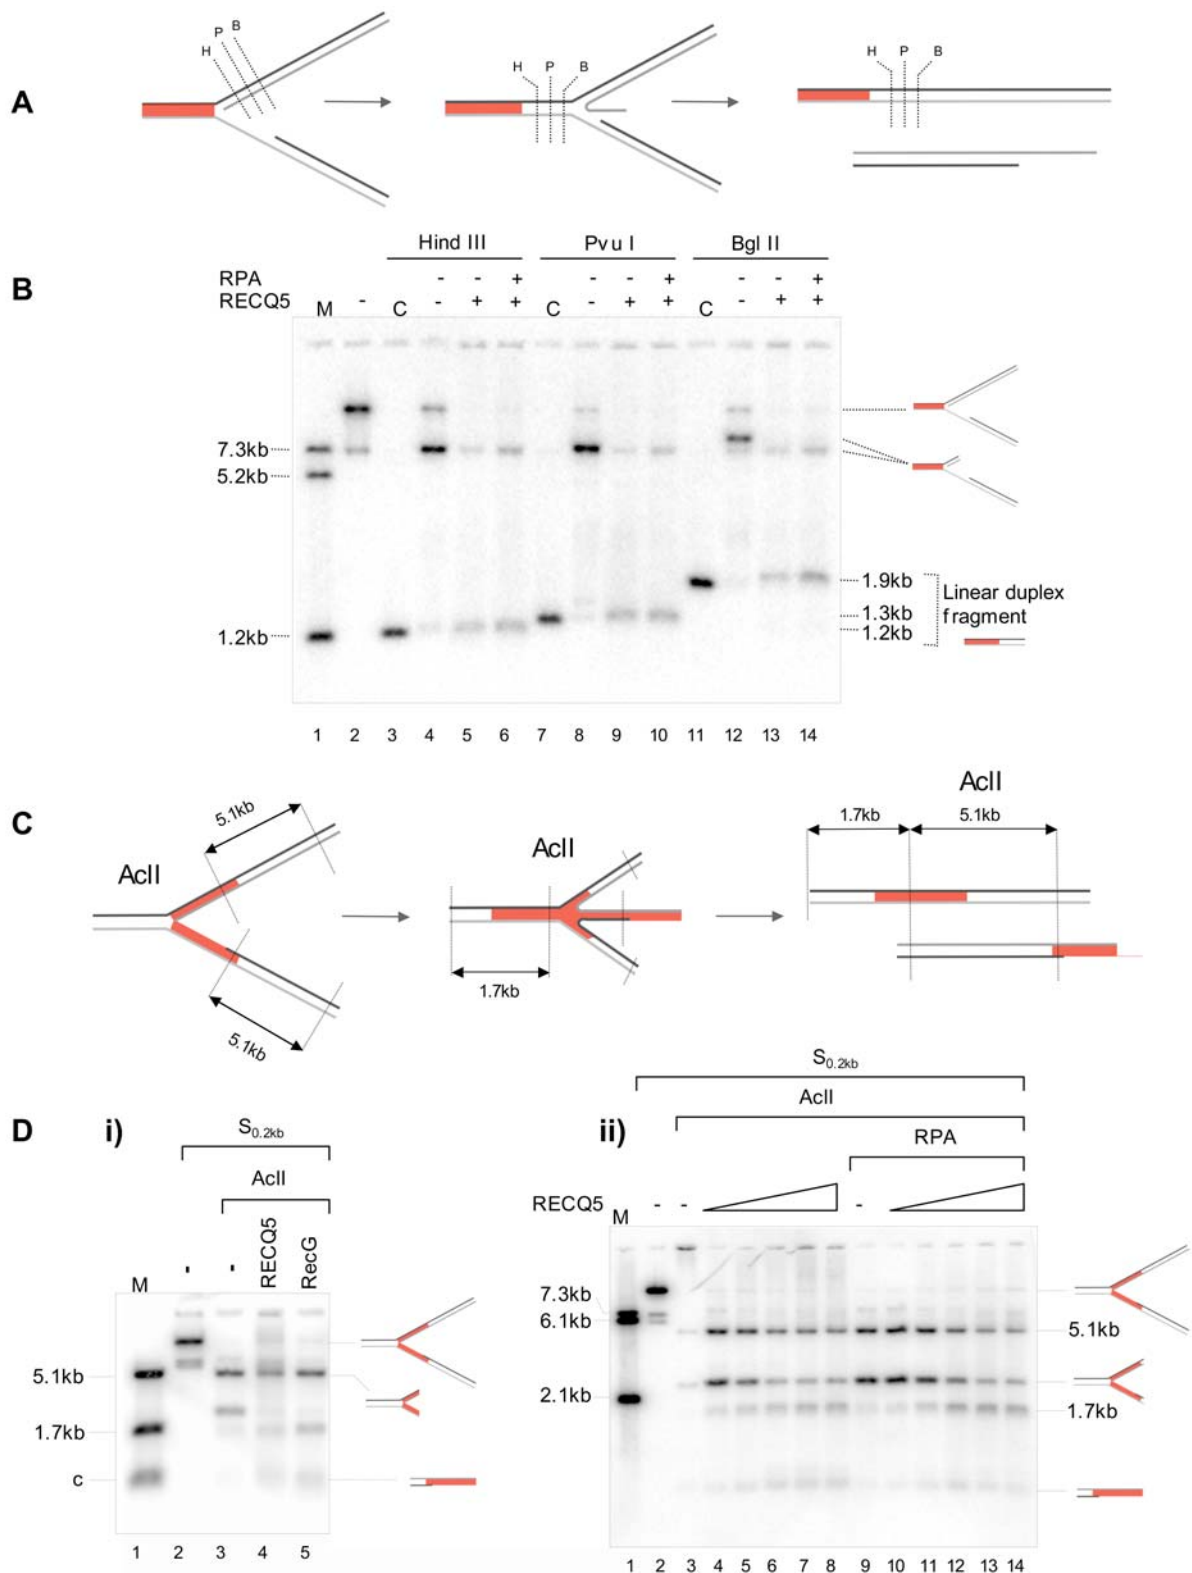 A
H P B
H P B
H P B
B
Hind III Pvu I Bgl II
RPA - - + - - + - - +
RECQ5 - - + + - + + - + +
M C C C
7.3kb
5.2kb
1.2kb
1.9kb
1.3kb
1.2kb
Linear duplex
fragment
1 2 3 4 5 6 7 8 9 10 11 12 13 14
C
AclI
5.1kb
5.1kb
AclI
1.7kb
AclI
1.7kb 5.1kb
D
i)
S0.2kb
AclI
M - - RECQ5 RecG
5.1kb
1.7kb
c
1 2 3 4 5
ii)
S0.2kb
AclI
RPA
RECQ5 - - -
M
7.3kb
6.1kb
2.1kb
5.1kb
1.7kb
1 2 3 4 5 6 7 8 9 10 11 12 13 14